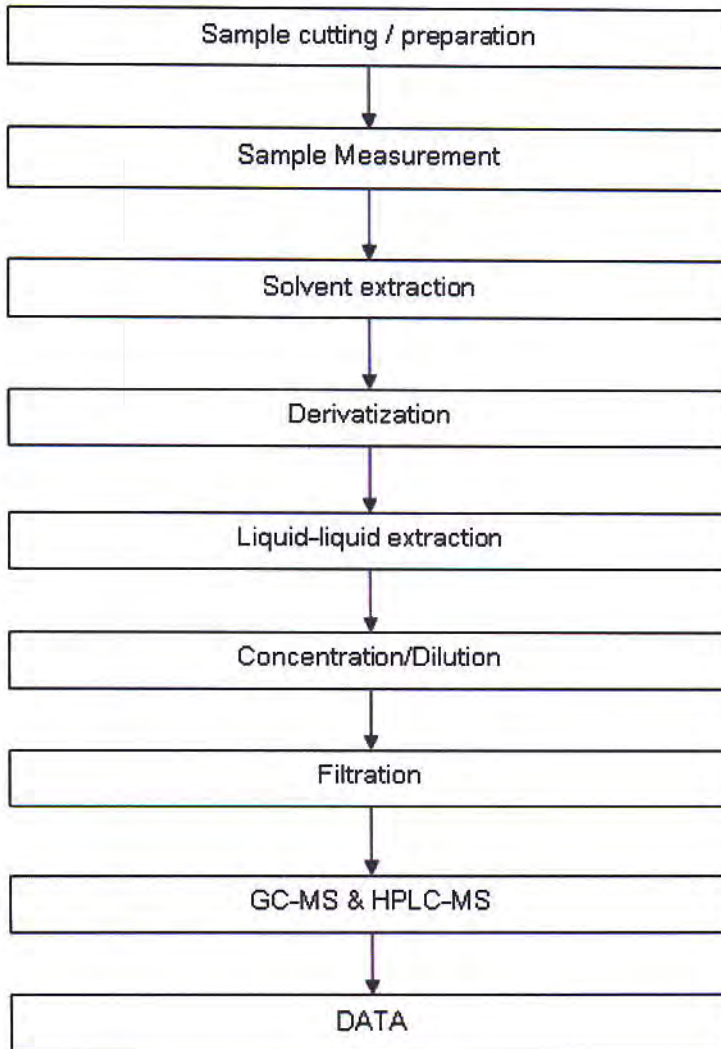 Sample cutting / preparation
Sample Measurement
Solvent extraction
Derivatization
Liquid-liquid extraction
Concentration/Dilution
Filtration
GC-MS & HPLC-MS
DATA